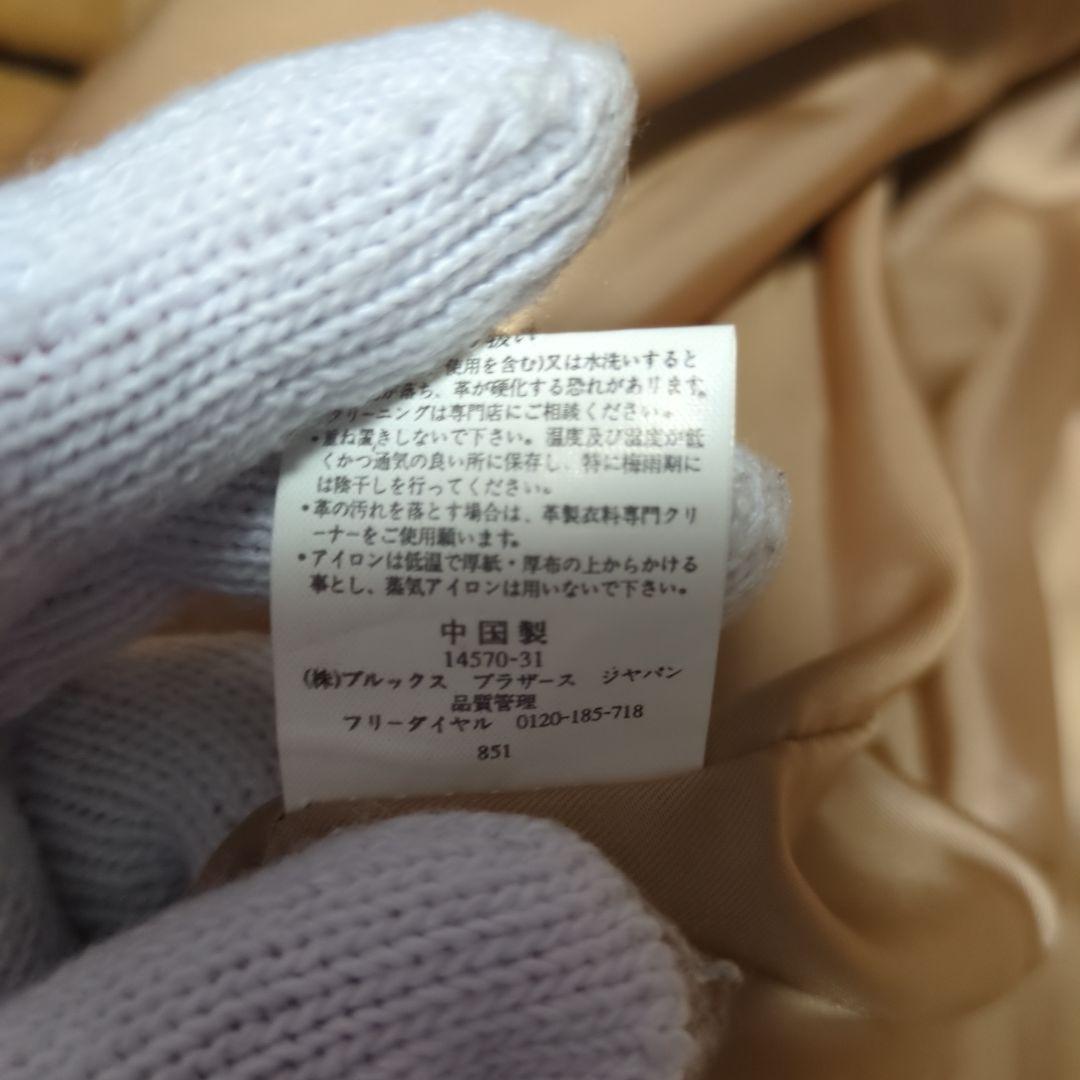 扱い
使用を含む)又は水洗いすると
が落ち、革が硬化する恐れがあります。
クリーニングは専門店にご相談ください。
•重ね置きしないで下さい。温度及び湿度が低
くかつ通気の良い所に保存し、特に梅雨期に
は陰干しを行ってください。
•革の汚れを落とす場合は、革製衣料専門クリ
ーナーをご使用願います。
•アイロンは低温で厚紙・厚布の上からかける
事とし、蒸気アイロンは用いないで下さい。
中国製
14570-31
(株)ブルックス ブラザース ジャパン
品質管理
フリーダイヤル 0120-185-718
851